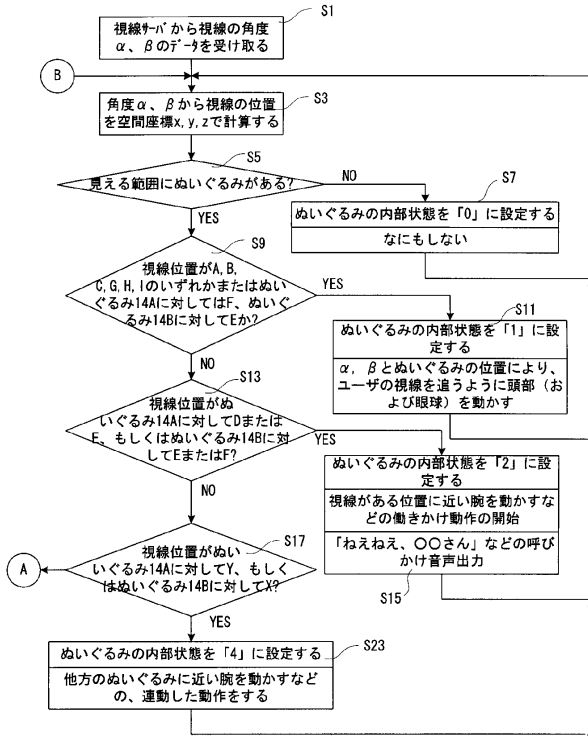 S1
視線サーバから視線の角度
α、βのデータを受け取る
B
S3
角度α、βから視線の位置
を空間座標x,y,zで計算する
S5
見える範囲にぬいぐるみがある?
NO
YES
S7
ぬいぐるみの内部状態を「0」に設定する
なにもしない
S9
視線位置がA,B,
C,G,H,Iのいずれかまたはぬい
ぐるみ14Aに対してはF、ぬいぐ
るみ14Bに対してEか?
YES
NO
S11
ぬいぐるみの内部状態を「1」に設
定する
α,βとぬいぐるみの位置により、
ユーザの視線を追うように頭部(お
よび眼球)を動かす
S13
視線位置がぬ
いぐるみ14Aに対してDまたは
E、もしくはぬいぐるみ14Bに対
してEまたはF?
YES
NO
ぬいぐるみの内部状態を「2」に設
定する
視線がある位置に近い腕を動かすな
どの働きかけ動作の開始
「ねえねえ、〇〇さん」などの呼び
かけ音声出力
S15
S17
視線位置がぬい
いぐるみ14Aに対してY、もしく
はぬいぐるみ14Bに対してX?
A
YES
S23
ぬいぐるみの内部状態を「4」に設定する
他方のぬいぐるみに近い腕を動かすなど
の、連動した動作をする